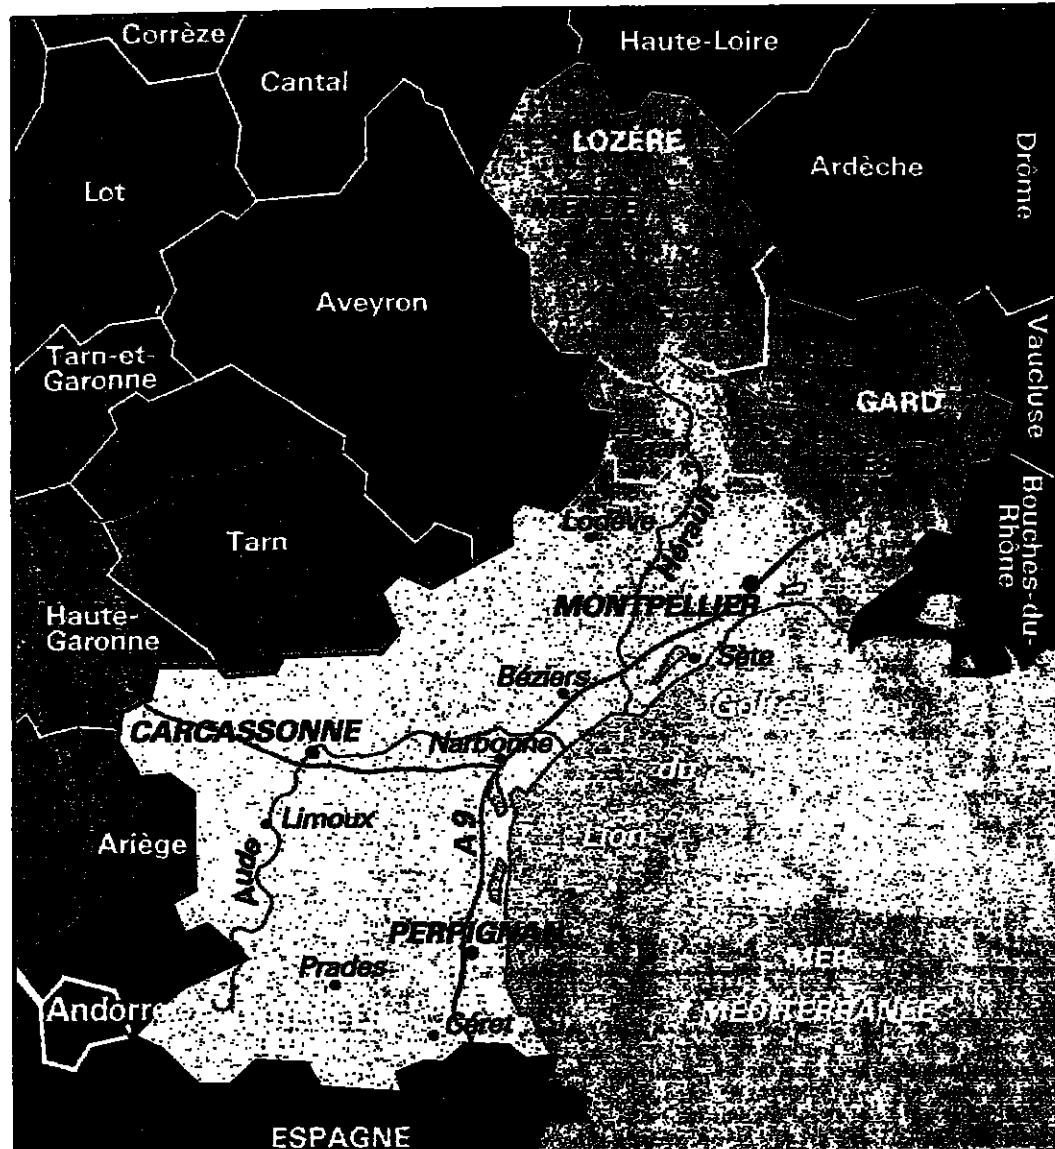 Corrèze
Haute-Loire
Cantal
LOZÈRE
Drôme
Ardèche
Lot
MENDE
Aveyron
Vaucluse
Tarn-et-
Garonne
GARD
Bouches-du-
Rhône
Lodève
Hérault
Tarn
MONTPELLIER
Haute-
Garonne
Sète
Béziers
Golfe
CARCASSONNE
Narbonne
du
Limoux
A 9
Lion
Ariège
Aude
PERPIGNAN
Prades
MER
Andorre
MÉDITERRANÉE
Céret
ESPAGNE